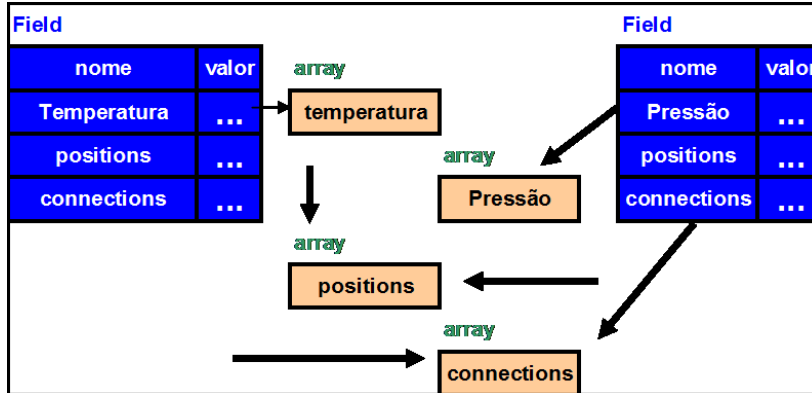 Field
Field
nome valor
nome valor
array
Temperatura ...
temperatura
Pressão ...
positions ...
positions ...
array
connections ...
Pressão
connections ...
array
positions
array
connections